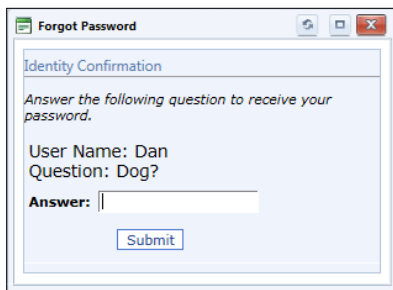 Forgot Password
Identity Confirmation
Answer the following question to receive your
password.
User Name: Dan
Question: Dog?
Answer:
Submit